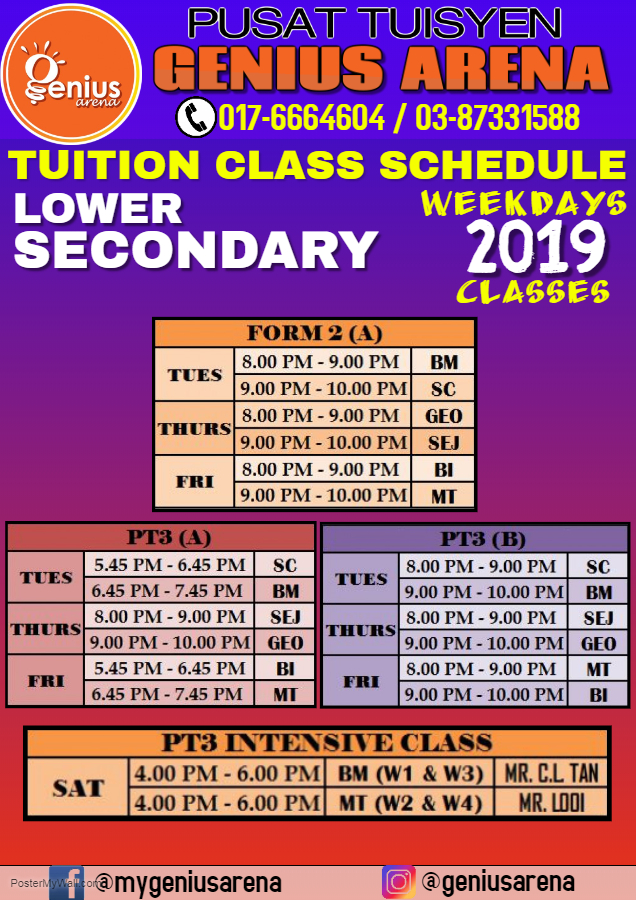 Genius
arena
PUSAT TUISYEN
GENIUS ARENA
017-6664604 / 03-87331588
TUITION CLASS SCHEDULE
LOWER
SECONDARY
WEEKDAYS
2019
CLASSES
FORM 2 (A)
TUES 8.00 PM - 9.00 PM BM
9.00 PM - 10.00 PM SC
THURS 8.00 PM - 9.00 PM GEO
9.00 PM - 10.00 PM SEJ
FRI 8.00 PM - 9.00 PM BI
9.00 PM - 10.00 PM MT
PT3 (A)
TUES 5.45 PM - 6.45 PM SC
6.45 PM - 7.45 PM BM
THURS 8.00 PM - 9.00 PM SEJ
9.00 PM - 10.00 PM GEO
FRI 5.45 PM - 6.45 PM BI
6.45 PM - 7.45 PM MT
PT3 (B)
TUES 8.00 PM - 9.00 PM SC
9.00 PM - 10.00 PM BM
THURS 8.00 PM - 9.00 PM SEJ
9.00 PM - 10.00 PM GEO
FRI 8.00 PM - 9.00 PM MT
9.00 PM - 10.00 PM BI
PT3 INTENSIVE CLASS
SAT 4.00 PM - 6.00 PM BM (W1 & W3) MR. C.L. TAN
4.00 PM - 6.00 PM MT (W2 & W4) MR. LOOI
PosterMyWall.com
@mygeniusarena
@geniusarena